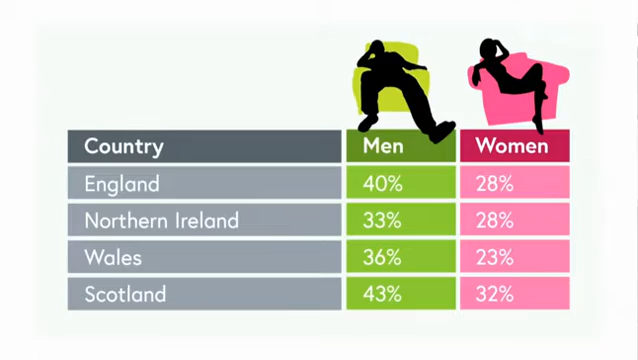 Country Men Women
England 40% 28%
Northern Ireland 33% 28%
Wales 36% 23%
Scotland 43% 32%